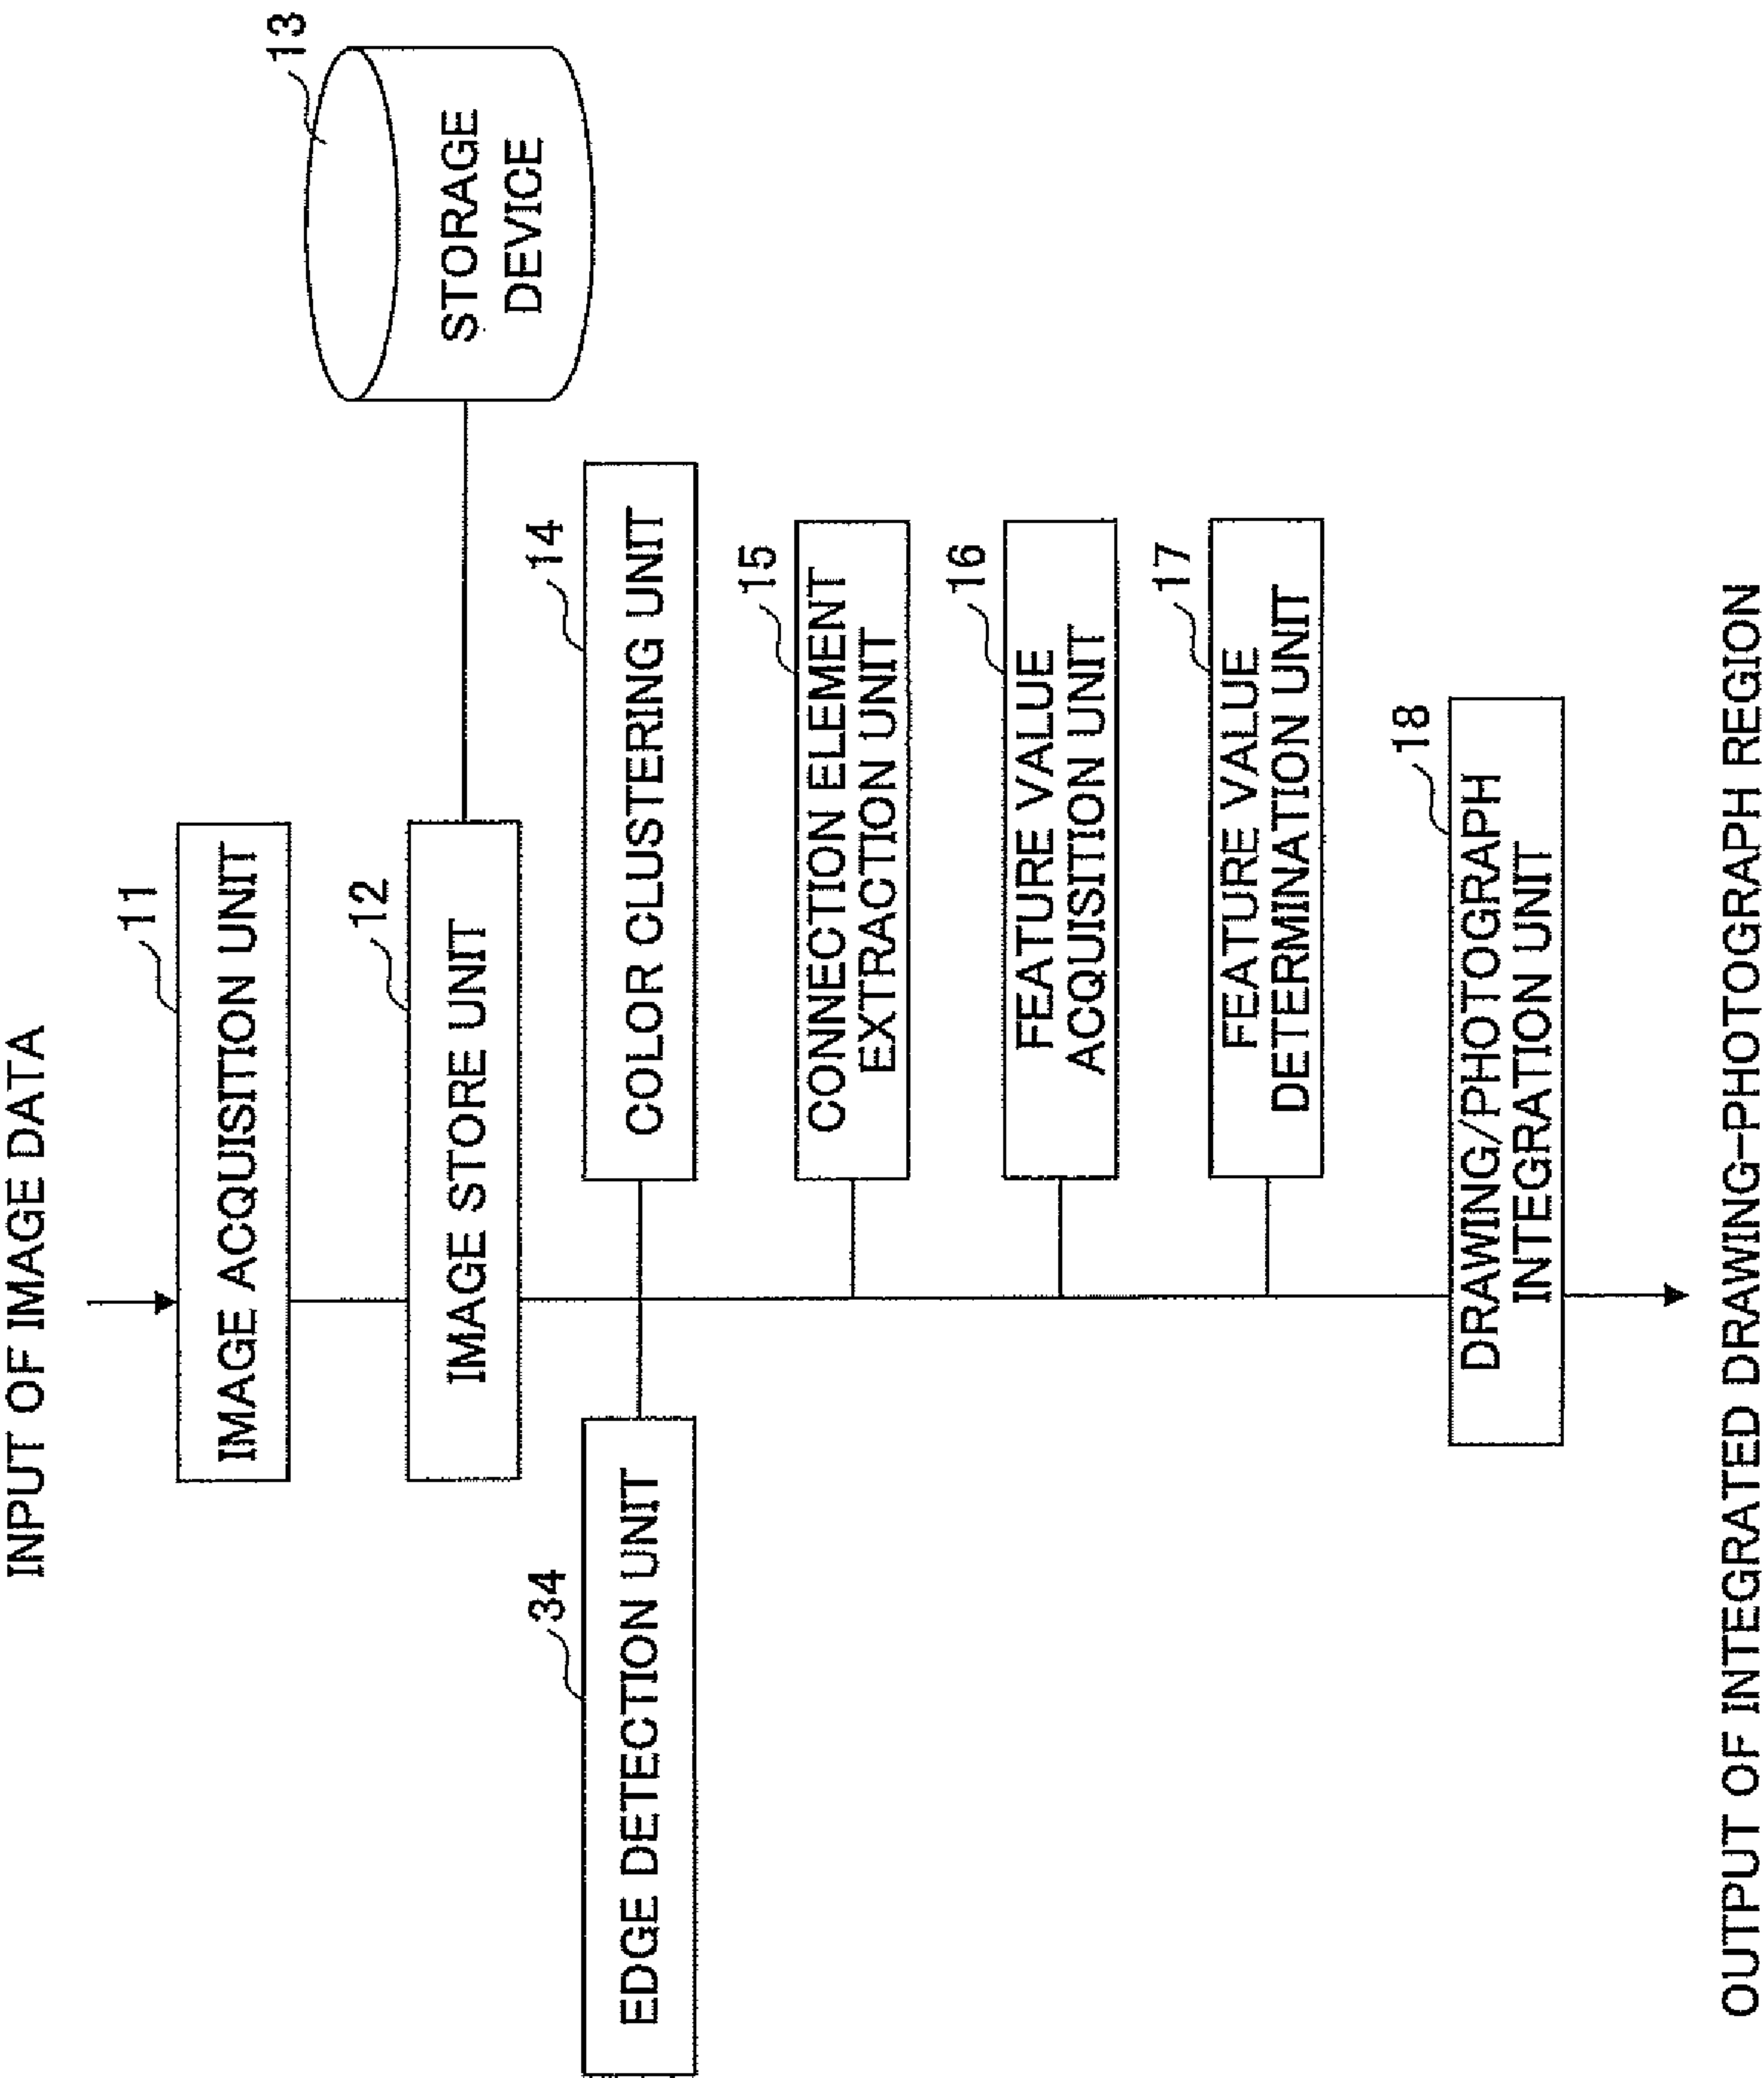 INPUT OF IMAGE DATA
11
IMAGE ACQUISITION UNIT
12
IMAGE STORE UNIT
13
STORAGE
DEVICE
34
EDGE DETECTION UNIT
14
COLOR CLUSTERING UNIT
15
CONNECTION ELEMENT
EXTRACTION UNIT
16
FEATURE VALUE
ACQUISITION UNIT
17
FEATURE VALUE
DETERMINATION UNIT
18
DRAWING/PHOTOGRAPH
INTEGRATION UNIT
OUTPUT OF INTEGRATED DRAWING-PHOTOGRAPH REGION